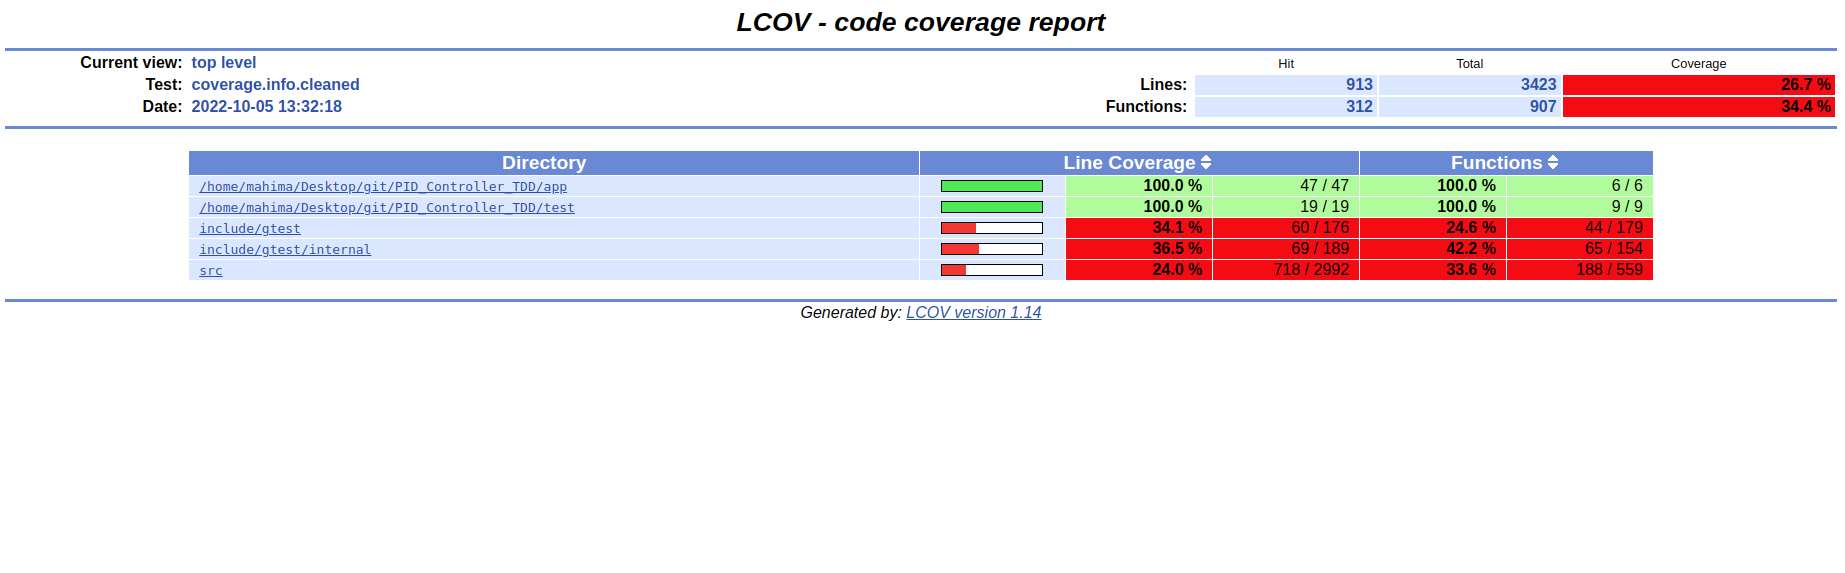 LCOV - code coverage report
Current view: top level
Hit Total Coverage
Test: coverage.info.cleaned Lines: 913 3423 26.7 %
Date: 2022-10-05 13:32:18 Functions: 312 907 34.4 %
Directory Line Coverage Functions
/home/mahima/Desktop/git/PID_Controller_TDD/app 100.0 % 47 / 47 100.0 % 6 / 6
/home/mahima/Desktop/git/PID_Controller_TDD/test 100.0 % 19 / 19 100.0 % 9 / 9
include/gtest 34.1 % 60 / 176 24.6 % 44 / 179
include/gtest/internal 36.5 % 69 / 189 42.2 % 65 / 154
src 24.0 % 718 / 2992 33.6 % 188 / 559
Generated by: LCOV version 1.14